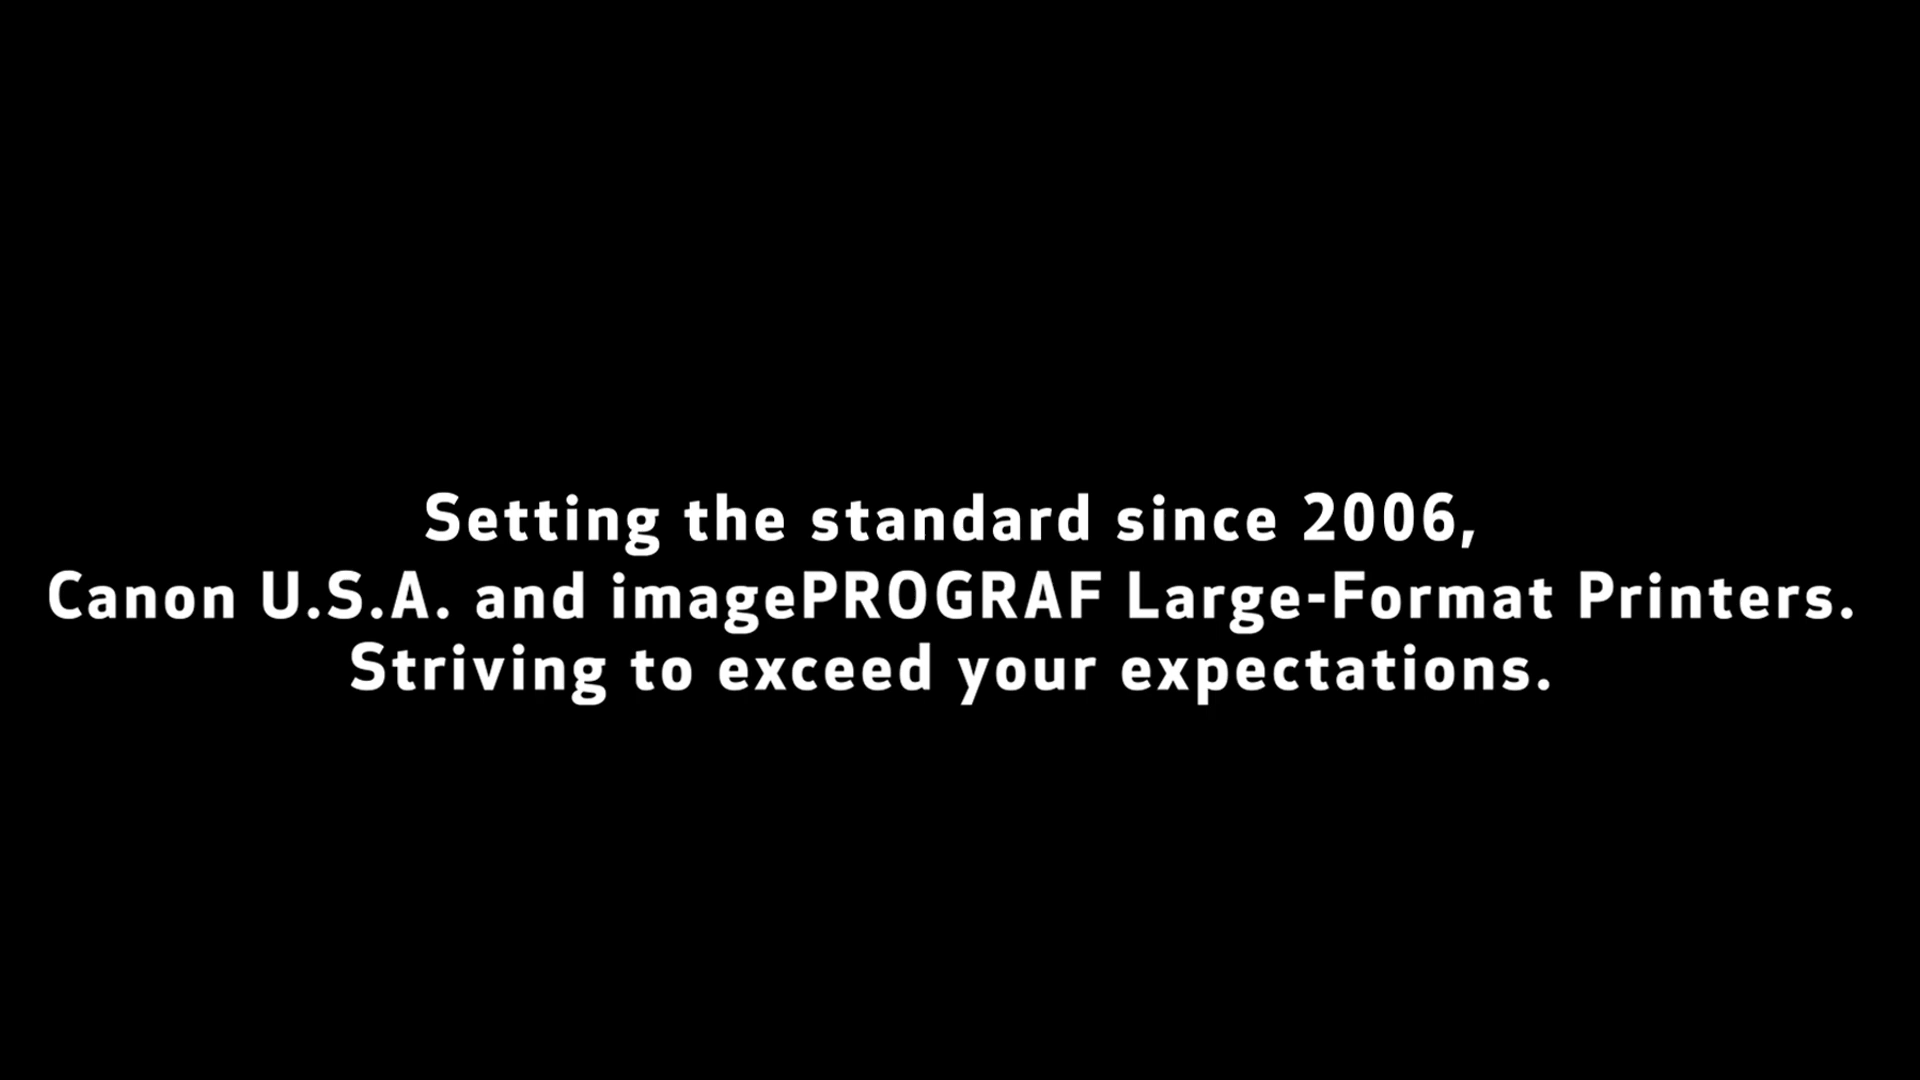 Setting the standard since 2006,
Canon U.S.A. and imagePROGRAF Large-Format Printers.
Striving to exceed your expectations.